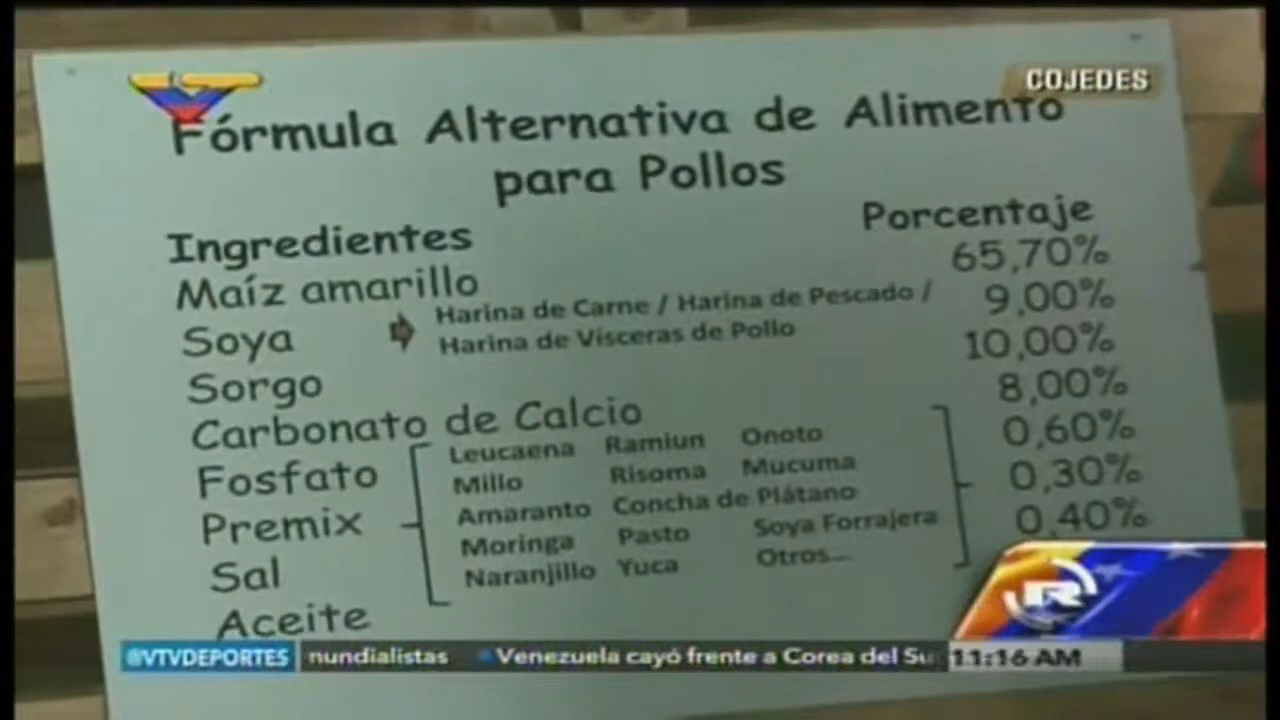 COJEDES
Fórmula Alternativa de Alimento
para Pollos
Ingredientes Porcentaje
Maíz amarillo 65,70%
Soya Harina de Carne / Harina de Pescado / 9,00%
Harina de Visceras de Pollo
Sorgo 10,00%
Carbonato de Calcio 8,00%
Fosfato Leucaena Ramiun Onoto 0,60%
Millo Risoma Mucuma
Premix Amaranto Concha de Plátano 0,30%
Moringa Pasto Soya Forrajera
Sal Naranjillo Yuca Otros... 0,40%
Aceite
@VTVDEPORTES nundialistas Venezuela cayó frente a Corea del Su 11:16 AM